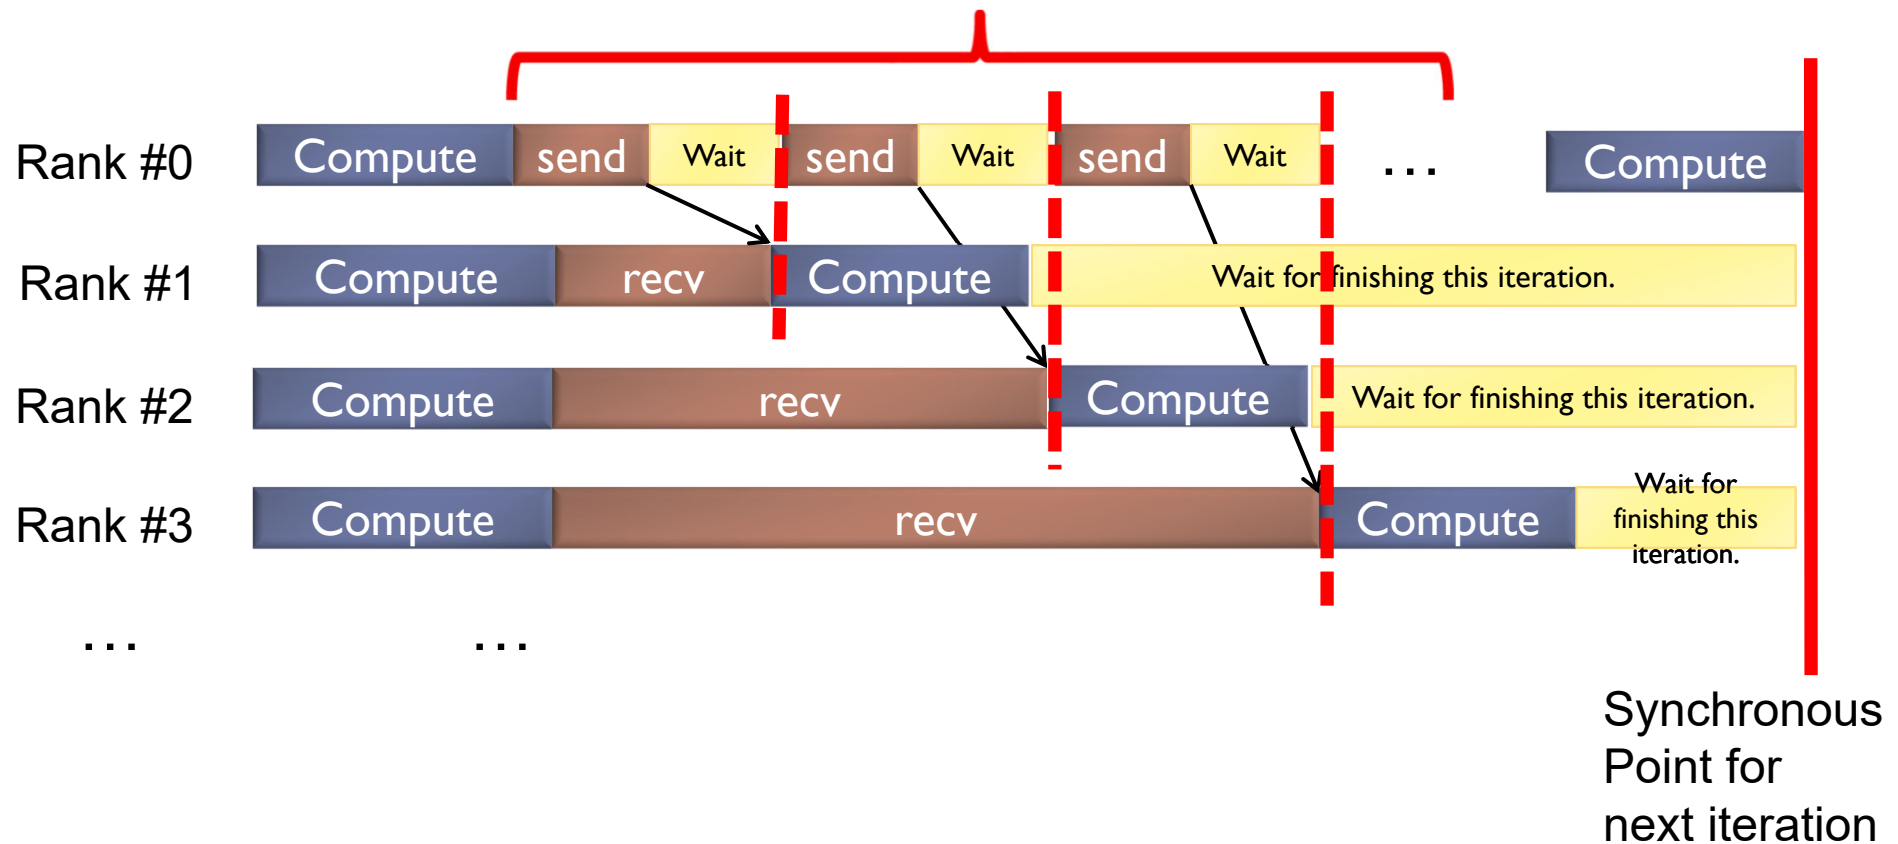 Rank #0 Compute send Wait send Wait send Wait … Compute
Rank #1 Compute recv Compute Wait for finishing this iteration.
Rank #2 Compute recv Compute Wait for finishing this iteration.
Rank #3 Compute recv Compute Wait for
finishing this
iteration.
… …
Synchronous
Point for
next iteration